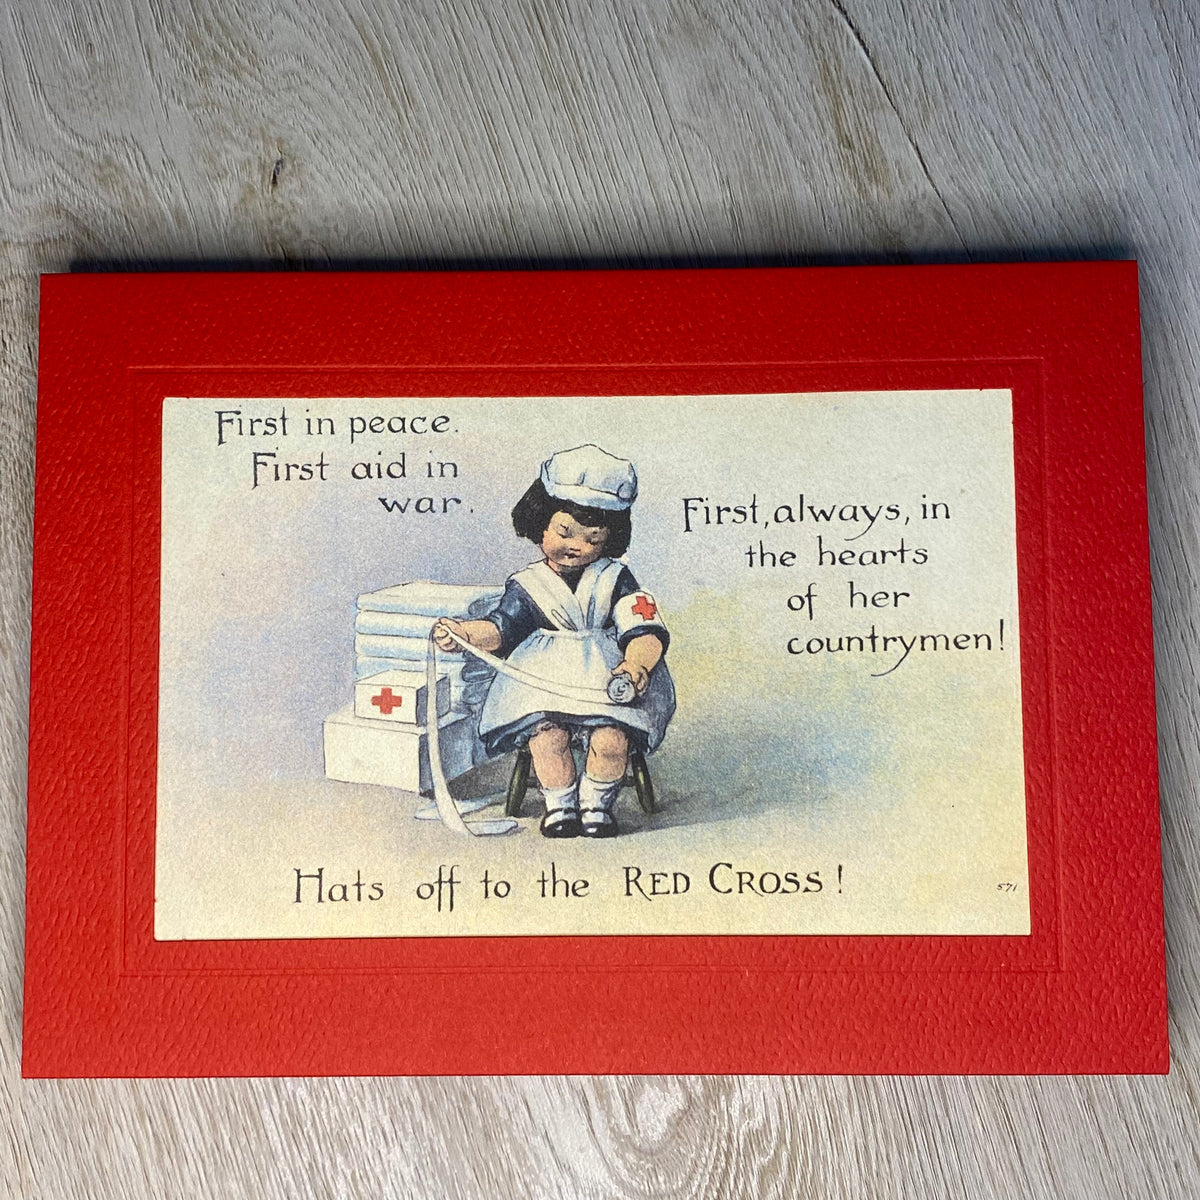 First in peace.
First aid in
war.
First, always, in
the hearts
of her
countrymen!
Hats off to the RED CROSS!
571